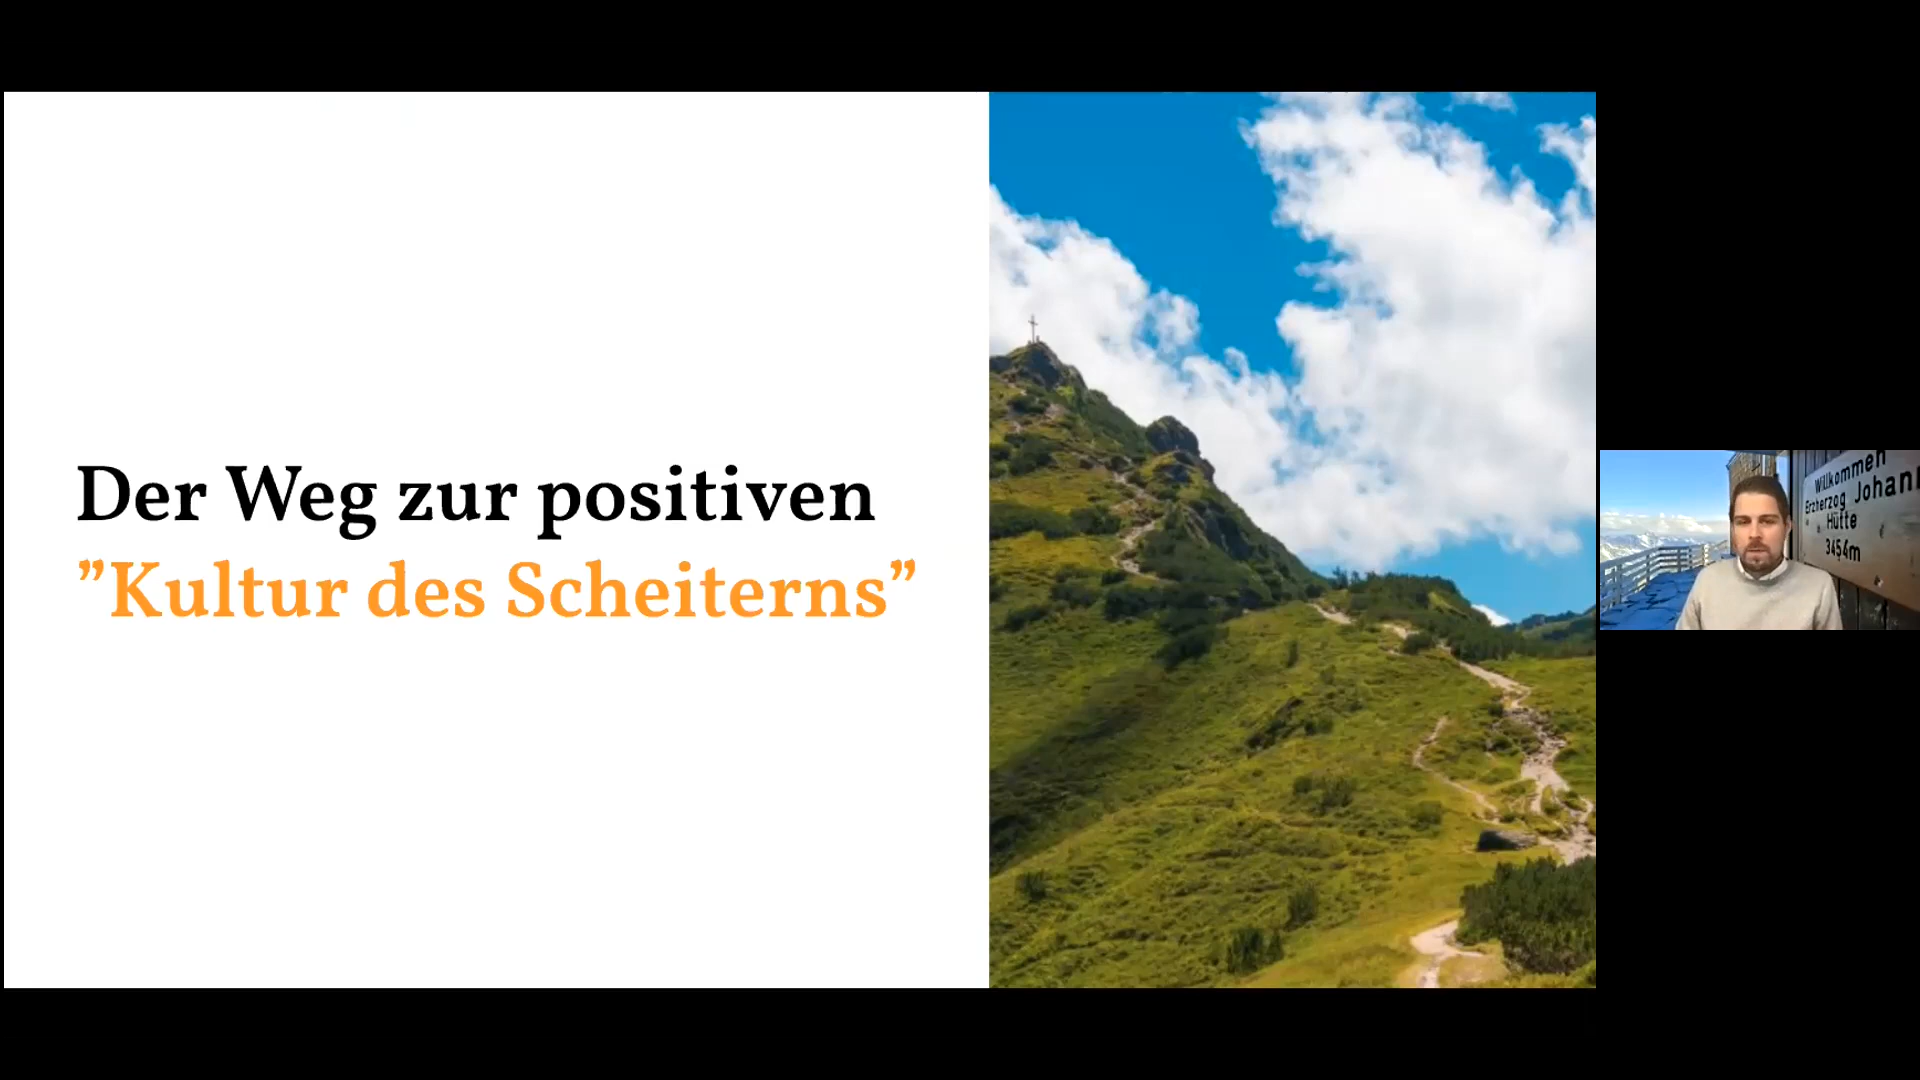 Der Weg zur positiven
”Kultur des Scheiterns”
Willkommen
Erzherzog Johann
Hütte
3454m